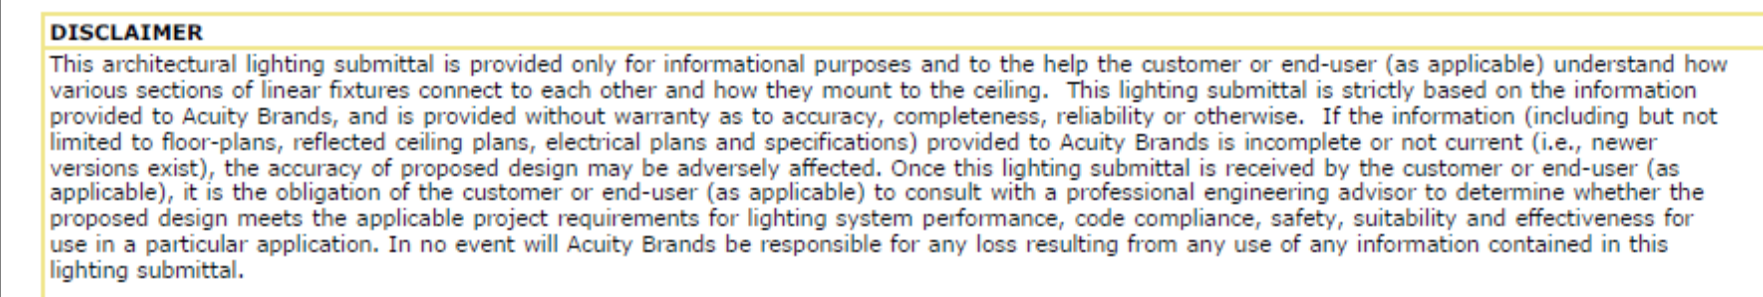 DISCLAIMER
This architectural lighting submittal is provided only for informational purposes and to the help the customer or end-user (as applicable) understand how
various sections of linear fixtures connect to each other and how they mount to the ceiling.  This lighting submittal is strictly based on the information
provided to Acuity Brands, and is provided without warranty as to accuracy, completeness, reliability or otherwise.  If the information (including but not
limited to floor-plans, reflected ceiling plans, electrical plans and specifications) provided to Acuity Brands is incomplete or not current (i.e., newer
versions exist), the accuracy of proposed design may be adversely affected. Once this lighting submittal is received by the customer or end-user (as
applicable), it is the obligation of the customer or end-user (as applicable) to consult with a professional engineering advisor to determine whether the
proposed design meets the applicable project requirements for lighting system performance, code compliance, safety, suitability and effectiveness for
use in a particular application. In no event will Acuity Brands be responsible for any loss resulting from any use of any information contained in this
lighting submittal.